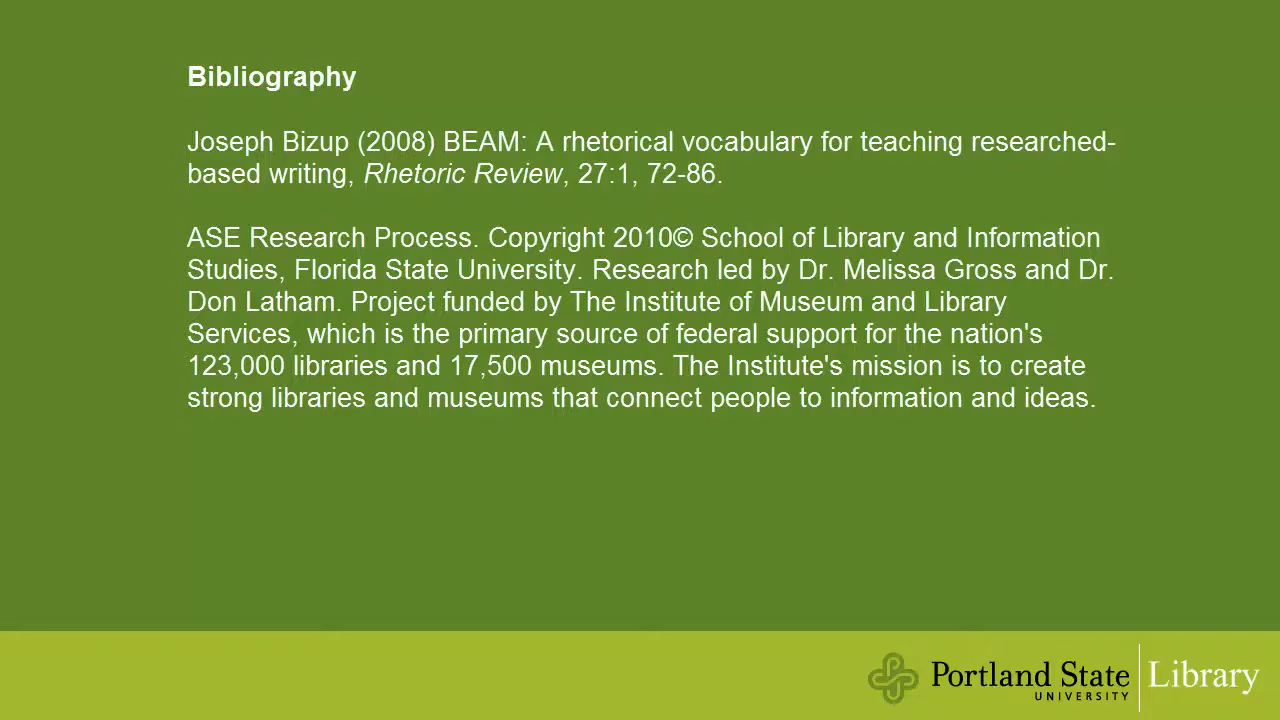 Bibliography
Joseph Bizup (2008) BEAM: A rhetorical vocabulary for teaching researched-
based writing, Rhetoric Review, 27:1, 72-86.
ASE Research Process. Copyright 2010© School of Library and Information
Studies, Florida State University. Research led by Dr. Melissa Gross and Dr.
Don Latham. Project funded by The Institute of Museum and Library
Services, which is the primary source of federal support for the nation's
123,000 libraries and 17,500 museums. The Institute's mission is to create
strong libraries and museums that connect people to information and ideas.
Portland State Library
UNIVERSITY